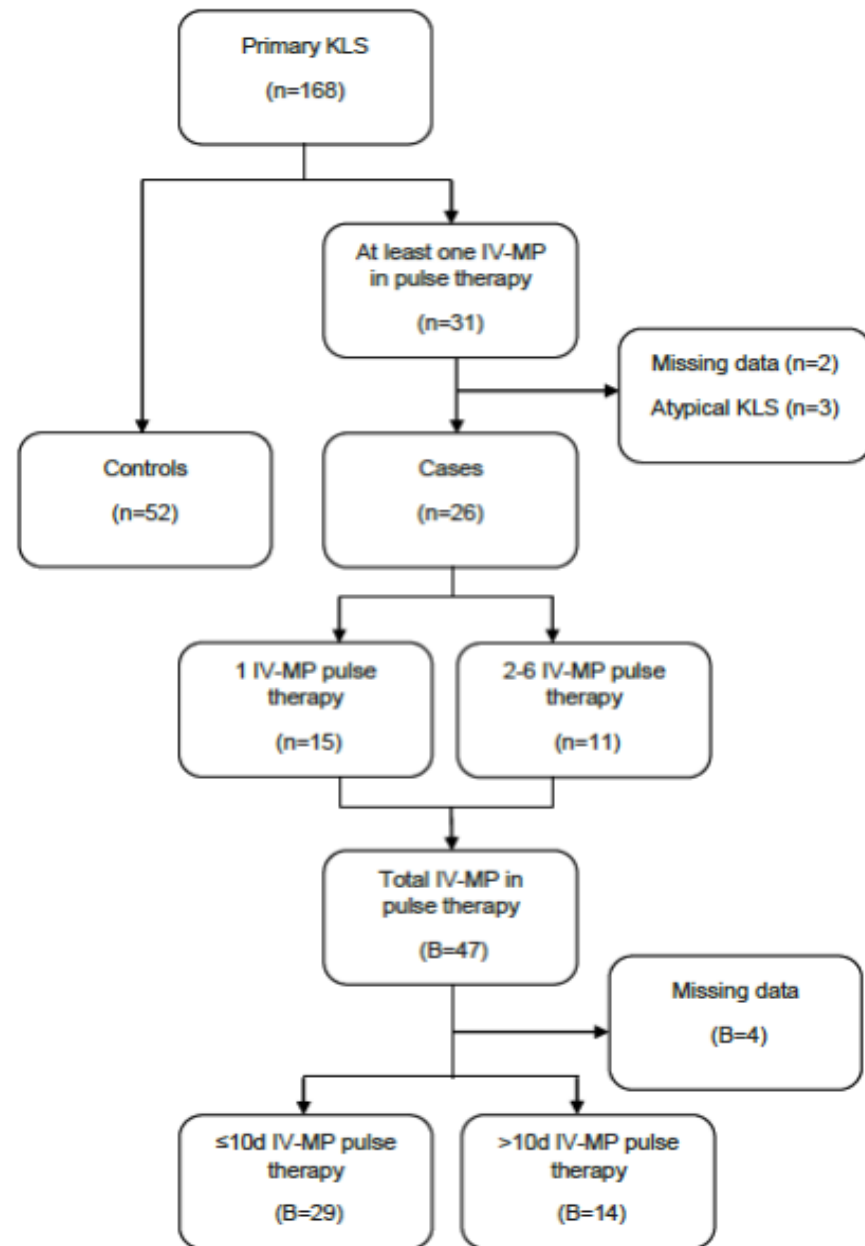 Primary KLS
(n=168)
At least one IV-MP
in pulse therapy
(n=31)
Missing data (n=2)
Atypical KLS (n=3)
Controls
(n=52)
Cases
(n=26)
1 IV-MP pulse
therapy
(n=15)
2-6 IV-MP pulse
therapy
(n=11)
Total IV-MP in
pulse therapy
(B=47)
Missing data
(B=4)
≤10d IV-MP pulse
therapy
(B=29)
>10d IV-MP pulse
therapy
(B=14)